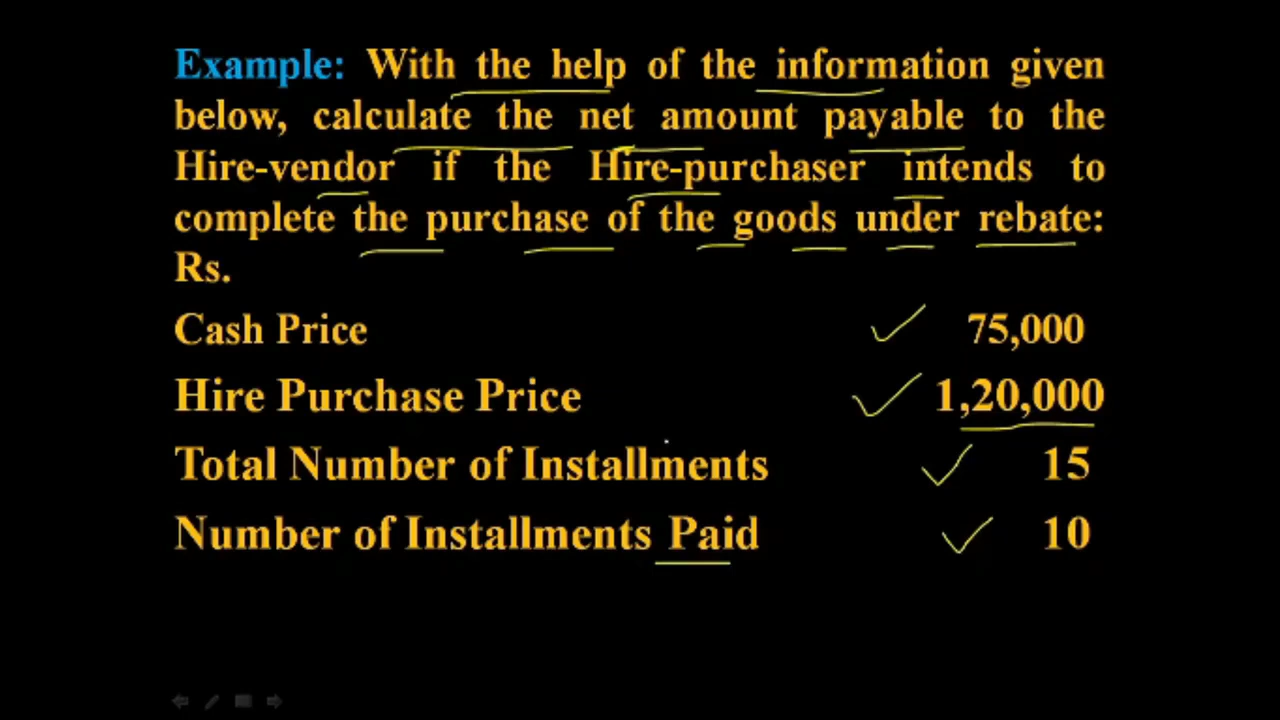 Example: With the help of the information given
below, calculate the net amount payable to the
Hire-vendor if the Hire-purchaser intends to
complete the purchase of the goods under rebate:
Rs.
Cash Price 75,000
Hire Purchase Price 1,20,000
Total Number of Installments 15
Number of Installments Paid 10